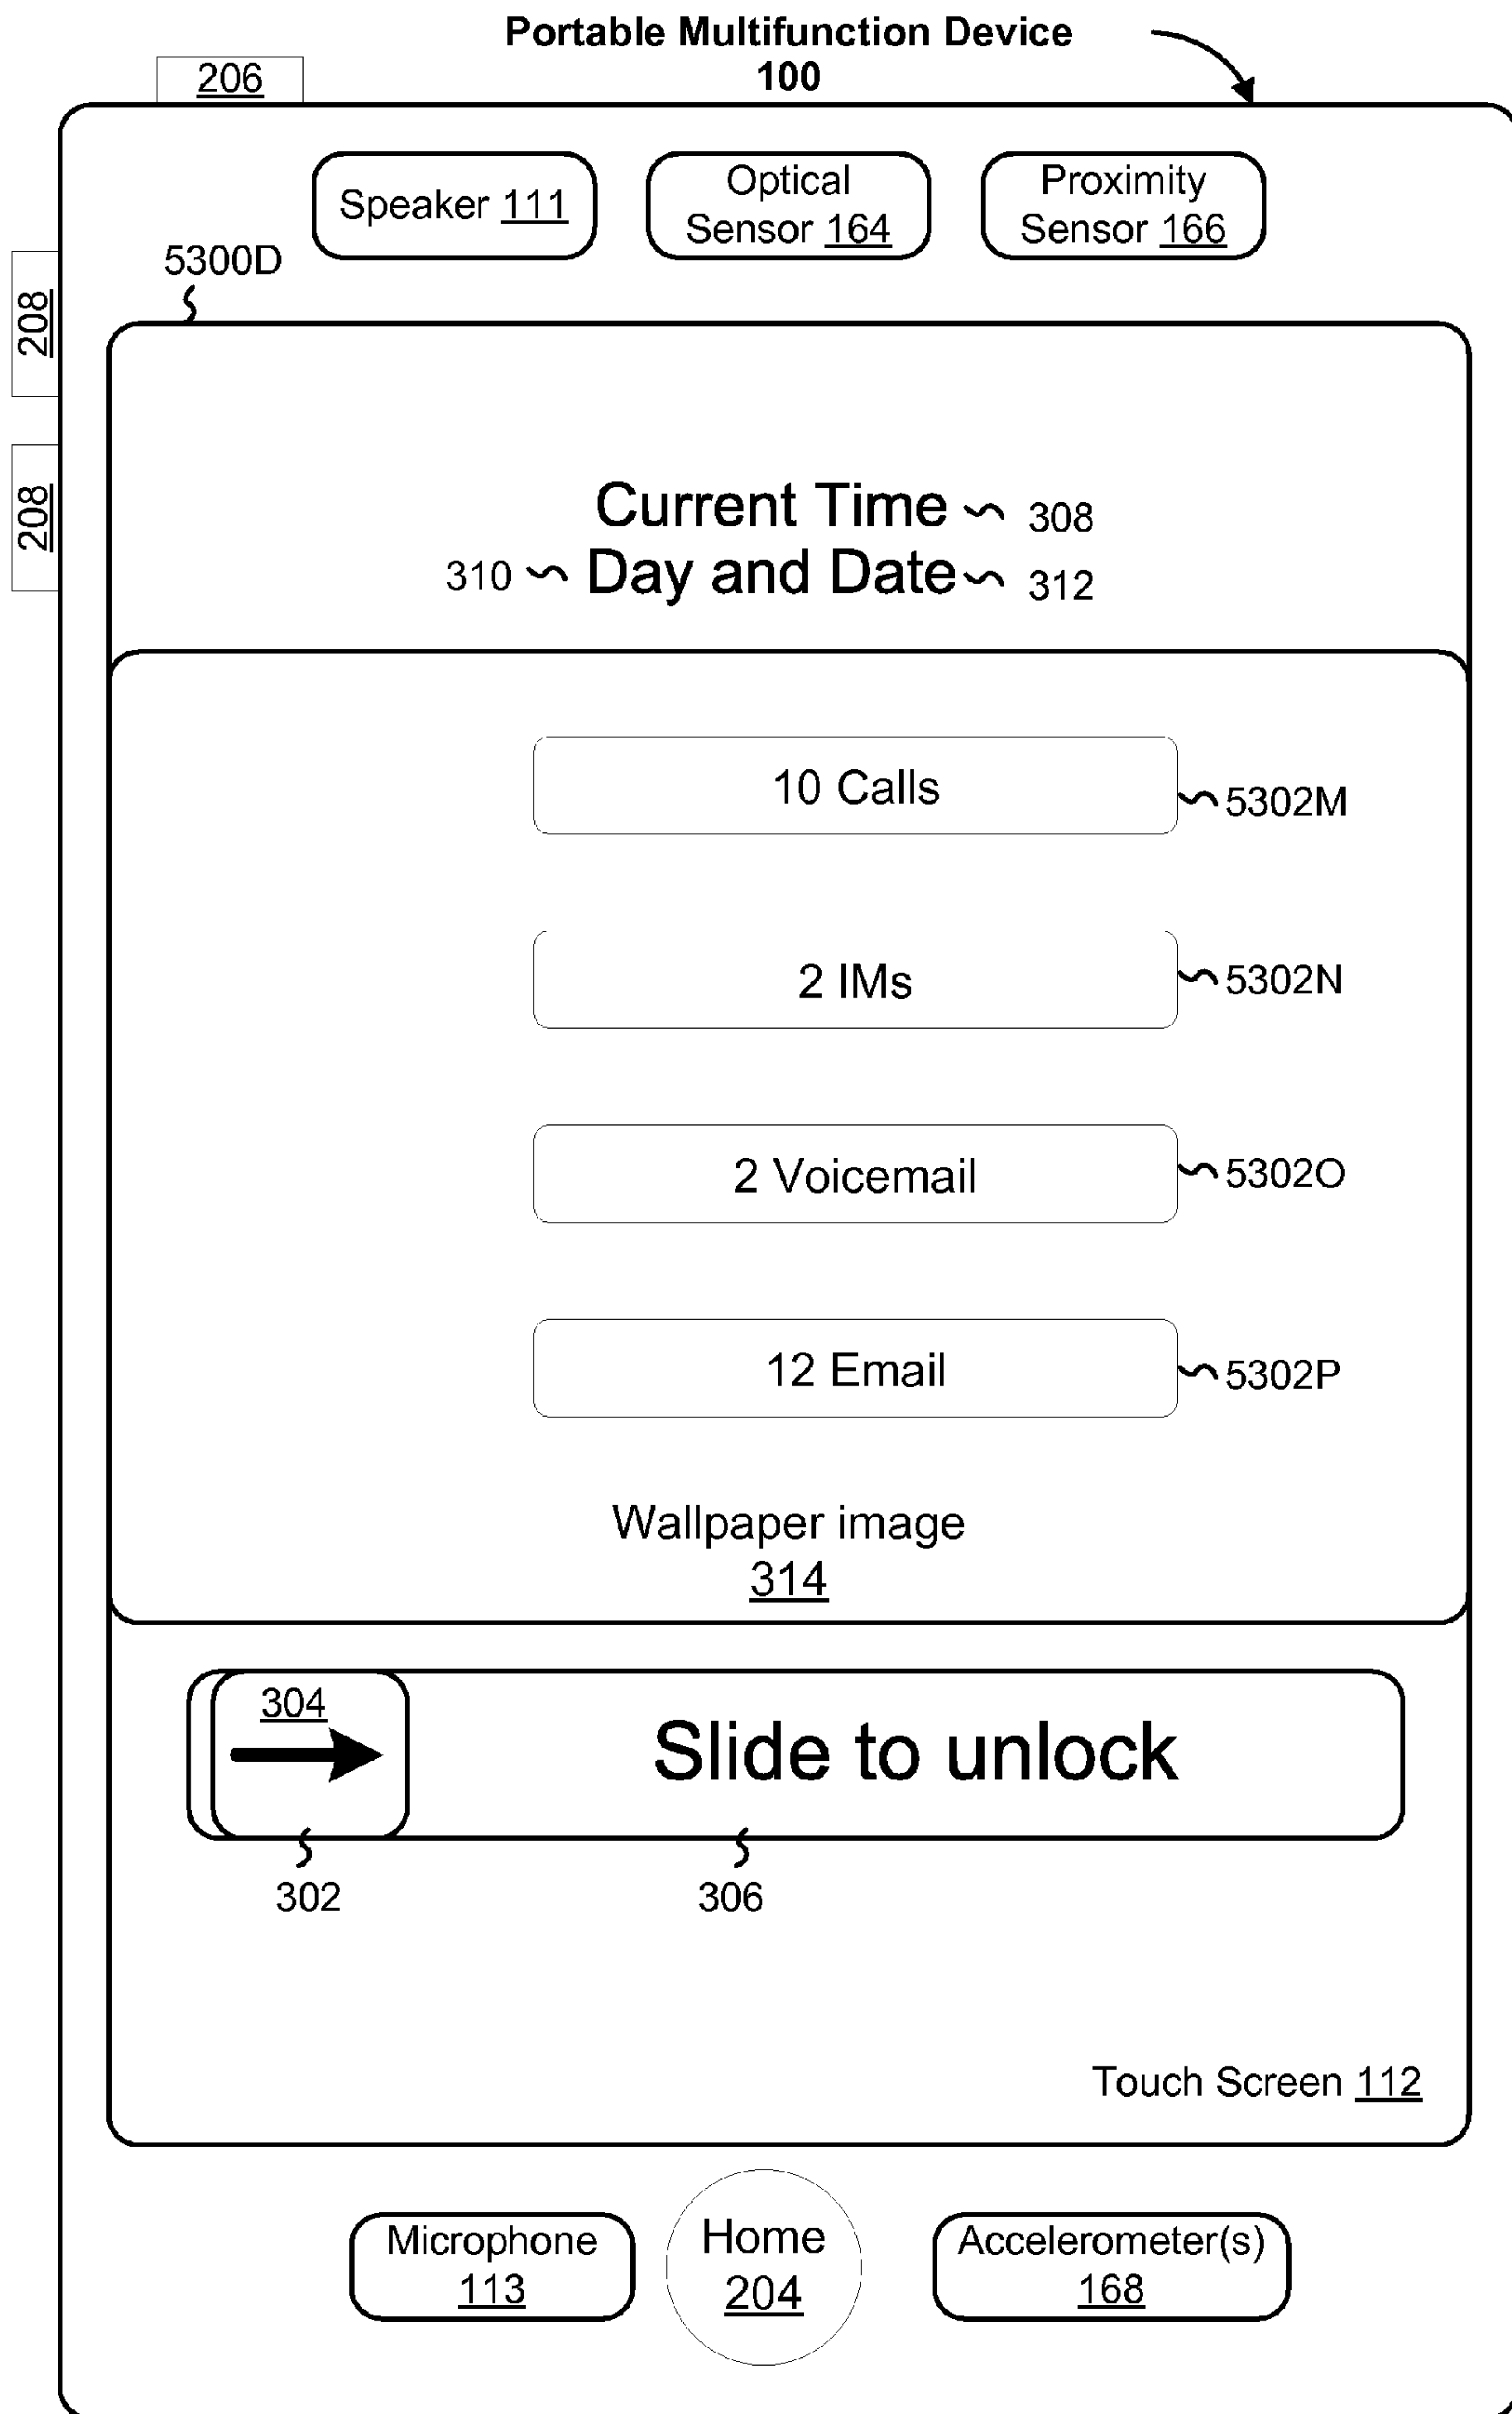 Portable Multifunction Device
100
206
Speaker 111
Optical
Sensor 164
Proximity
Sensor 166
5300D
208
208
Current Time 308
310 Day and Date 312
10 Calls 5302M
2 IMs 5302N
2 Voicemail 5302O
12 Email 5302P
Wallpaper image
314
304
Slide to unlock
302 306
Touch Screen 112
Microphone
113
Home
204
Accelerometer(s)
168